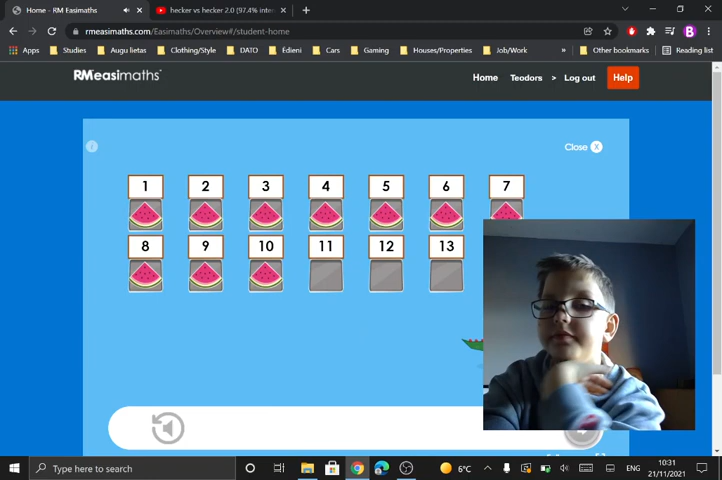 Home - RM Easimaths
hecker vs hecker 2.0 (97.4% inter
rmeasimaths.com/Easimaths/Overview#/student-home
B
Apps Studies Augu lietas Clothing/Style DATO Edieni Cars Gaming Houses/Properties Job/Work » Other bookmarks Reading list
RMeasimaths
Home Teodors > Log out Help
Close X
1 2 3 4 5 6 7
8 9 10 11 12 13
Type here to search
6°C ENG 10:31
21/11/2021